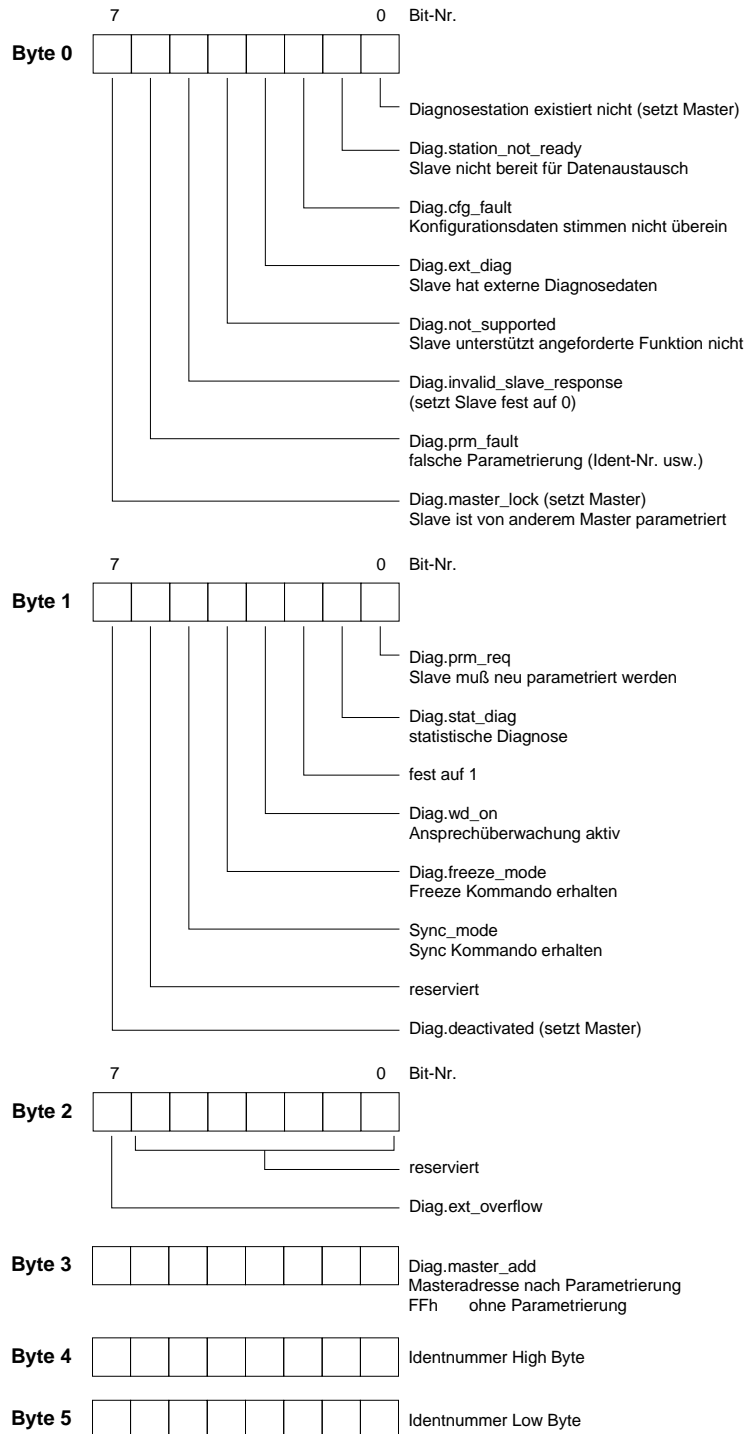 7 0 Bit-Nr.
Byte 0
Diagnosestation existiert nicht (setzt Master)
Diag.station_not_ready
Slave nicht bereit für Datenaustausch
Diag.cfg_fault
Konfigurationsdaten stimmen nicht überein
Diag.ext_diag
Slave hat externe Diagnosedaten
Diag.not_supported
Slave unterstützt angeforderte Funktion nicht
Diag.invalid_slave_response
(setzt Slave fest auf 0)
Diag.prm_fault
falsche Parametrierung (Ident-Nr. usw.)
Diag.master_lock (setzt Master)
Slave ist von anderem Master parametriert
7 0 Bit-Nr.
Byte 1
Diag.prm_req
Slave muß neu parametriert werden
Diag.stat_diag
statistische Diagnose
fest auf 1
Diag.wd_on
Ansprechüberwachung aktiv
Diag.freeze_mode
Freeze Kommando erhalten
Sync_mode
Sync Kommando erhalten
reserviert
Diag.deactivated (setzt Master)
7 0 Bit-Nr.
Byte 2
reserviert
Diag.ext_overflow
Byte 3 Diag.master_add
Masteradresse nach Parametrierung
FFh ohne Parametrierung
Byte 4 Identnummer High Byte
Byte 5 Identnummer Low Byte